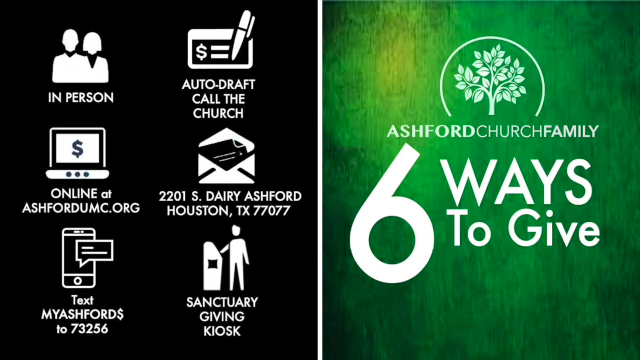 IN PERSON
AUTO-DRAFT
CALL THE
CHURCH
$
$
ONLINE at
ASHFORDUMC.ORG
2201 S. DAIRY ASHFORD
HOUSTON, TX 77077
Text
MYASHFORD$
to 73256
SANCTUARY
GIVING
KIOSK
ASHFORDCHURCHFAMILY
6 WAYS
To Give